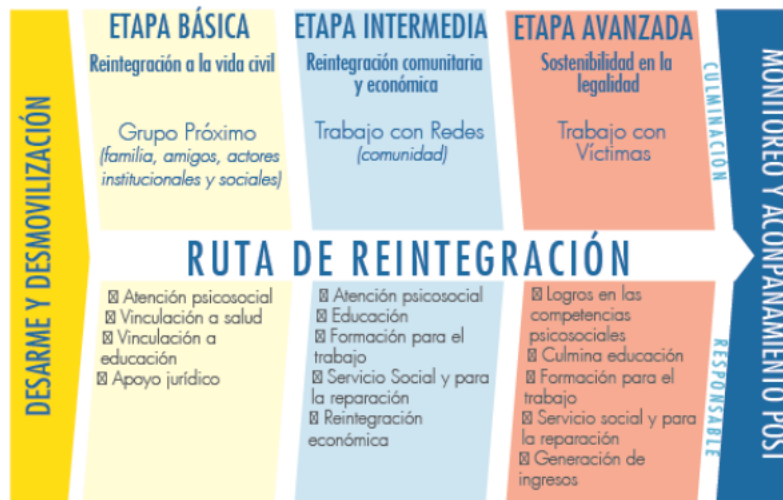 DESARME Y DESMOVILIZACIÓN
ETAPA BÁSICA
Reintegración a la vida civil
Grupo Próximo
(familia, amigos, actores
institucionales y sociales)
ETAPA INTERMEDIA
Reintegración comunitaria
y económica
Trabajo con Redes
(comunidad)
ETAPA AVANZADA
Sostenibilidad en la
legalidad
Trabajo con
Víctimas
CULMINACIÓN
RUTA DE REINTEGRACIÓN
Atención psicosocial
Vinculación a salud
Vinculación a
educación
Apoyo jurídico
Atención psicosocial
Educación
Formación para el
trabajo
Servicio Social y para
la reparación
Reintegración
económica
Logros en las
competencias
psicosociales
Culmina educación
Formación para el
trabajo
Servicio social y para
la reparación
Generación de
ingresos
RESPONSABLE
MONITOREO Y ACONPAÑAMIENTO POST